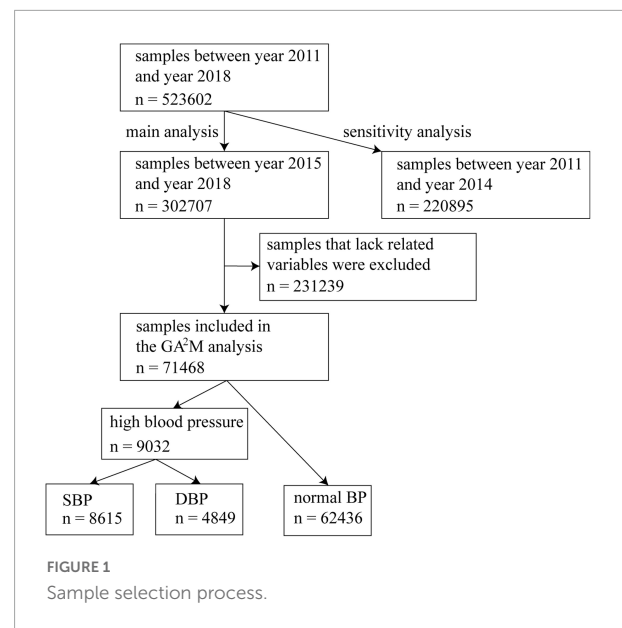 samples between year 2011
and year 2018
n = 523602
main analysis
sensitivity analysis
samples between year 2015
and year 2018
n = 302707
samples between year 2011
and year 2014
n = 220895
samples that lack related
variables were excluded
n = 231239
samples included in
the GA²M analysis
n = 71468
high blood pressure
n = 9032
SBP
n = 8615
DBP
n = 4849
normal BP
n = 62436
FIGURE 1
Sample selection process.